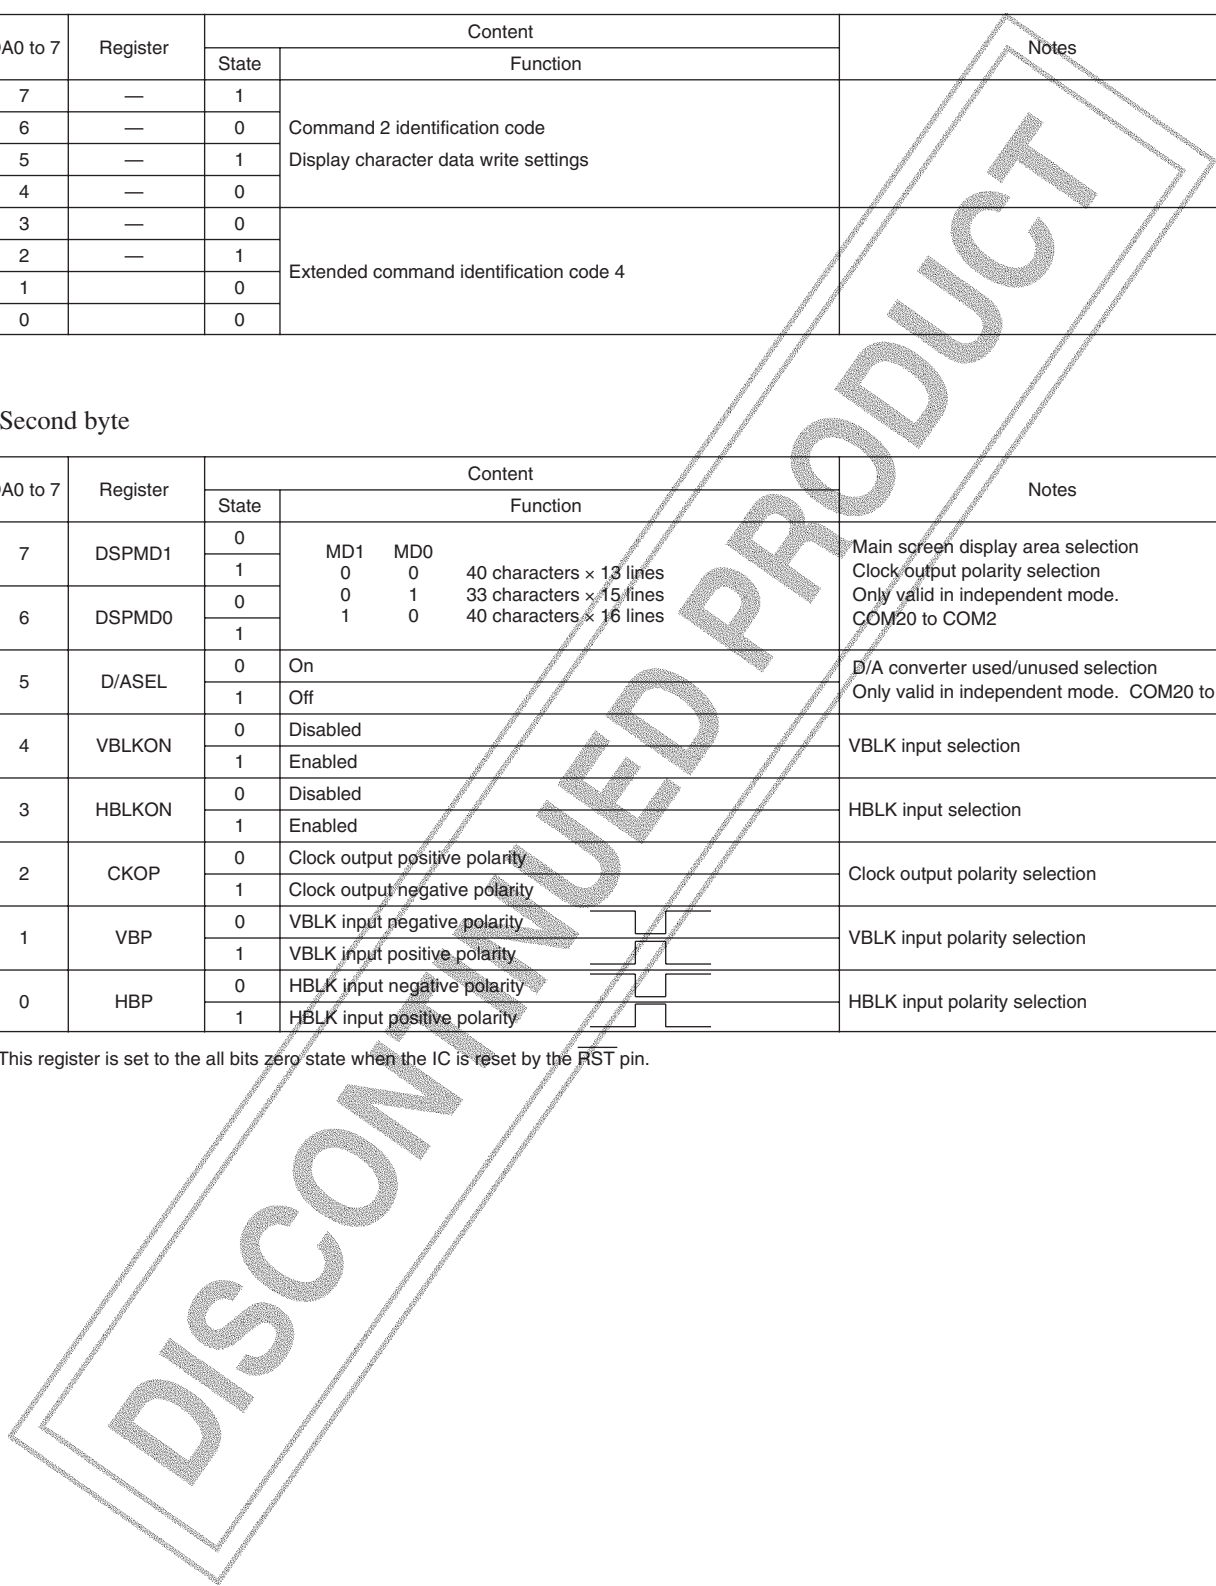 A0 to 7 Register Content Notes
State Function
7 — 1
6 — 0 Command 2 identification code
5 — 1 Display character data write settings
4 — 0
3 — 0
2 — 1
Extended command identification code 4
1 0
0 0
Second byte
A0 to 7 Register Content Notes
State Function
7 DSPMD1 0
1
6 DSPMD0 0
1
MD1 MD0
0 0 40 characters × 13 lines
0 1 33 characters × 15 lines
1 0 40 characters × 16 lines
Main screen display area selection
Clock output polarity selection
Only valid in independent mode.
COM20 to COM2
5 D/ASEL 0 On
1 Off
D/A converter used/unused selection
Only valid in independent mode. COM20 to
4 VBLKON 0 Disabled
1 Enabled
VBLK input selection
3 HBLKON 0 Disabled
1 Enabled
HBLK input selection
2 CKOP 0 Clock output positive polarity
1 Clock output negative polarity
Clock output polarity selection
1 VBP 0 VBLK input negative polarity
1 VBLK input positive polarity
VBLK input polarity selection
0 HBP 0 HBLK input negative polarity
1 HBLK input positive polarity
HBLK input polarity selection
This register is set to the all bits zero state when the IC is reset by the RST pin.
DISCONTINUED PRODUCT